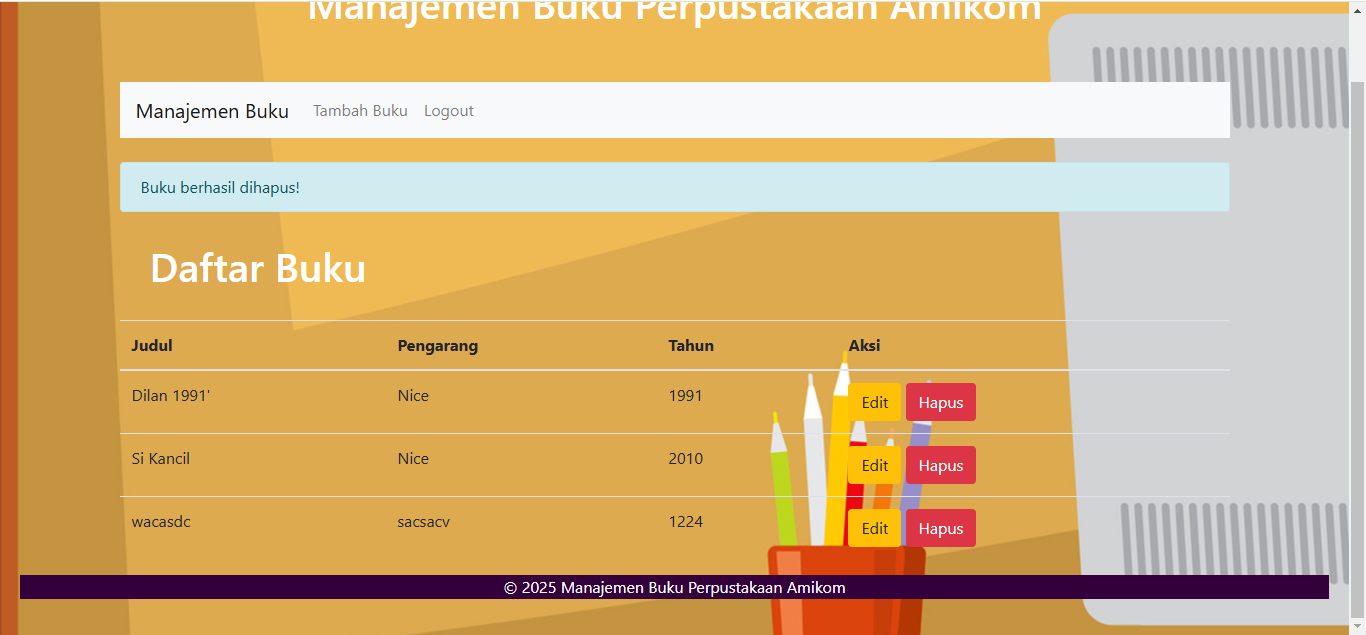 Manajemen Buku Perpustakaan Amikom
Manajemen Buku Tambah Buku Logout
Buku berhasil dihapus!
Daftar Buku
Judul Pengarang Tahun Aksi
Dilan 1991' Nice 1991 Edit Hapus
Si Kancil Nice 2010 Edit Hapus
wacasdc sacsacv 1224 Edit Hapus
© 2025 Manajemen Buku Perpustakaan Amikom